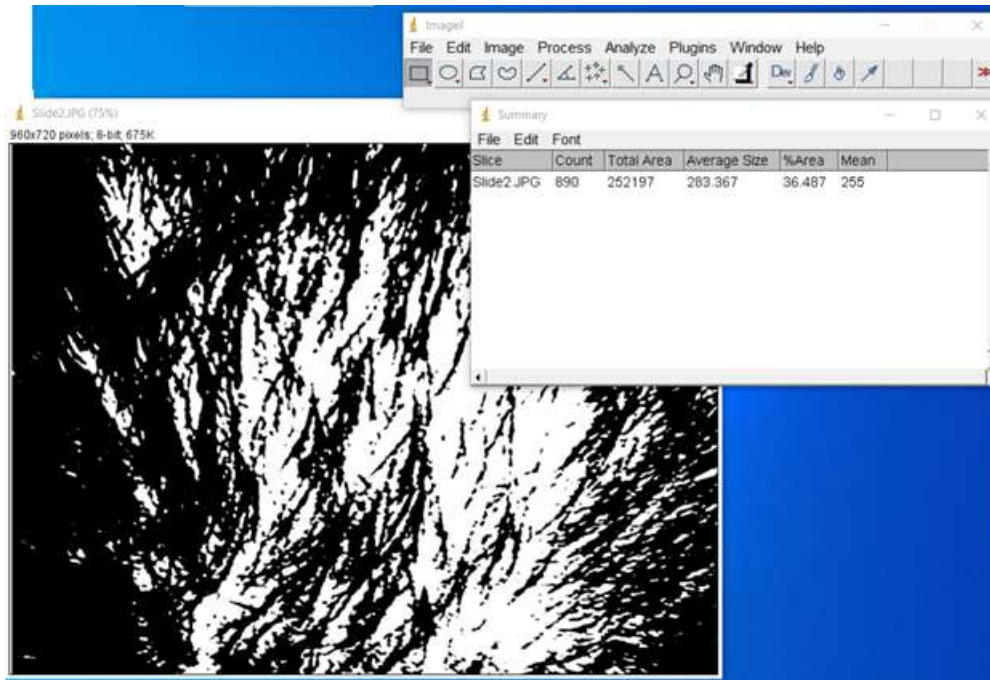 ImageJ
File Edit Image Process Analyze Plugins Window Help
Dev
Slide2.JPG (75%)
960x720 pixels; 8-bit; 675K
Summary
File Edit Font
Slice Count Total Area Average Size %Area Mean
Slide2.JPG 890 252197 283.367 36.487 255